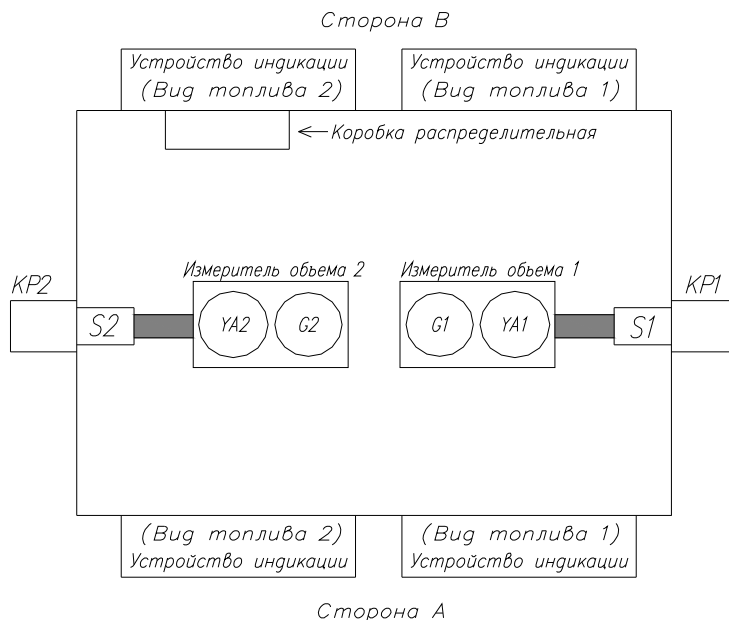 Сторона В
Устройство индикации
(Вид топлива 2)
Устройство индикации
(Вид топлива 1)
Коробка распределительная
КР2
Измеритель обьема 2
Измеритель обьема 1
КР1
S2
YA2
G2
G1
YA1
S1
(Вид топлива 2)
Устройство индикации
(Вид топлива 1)
Устройство индикации
Сторона А